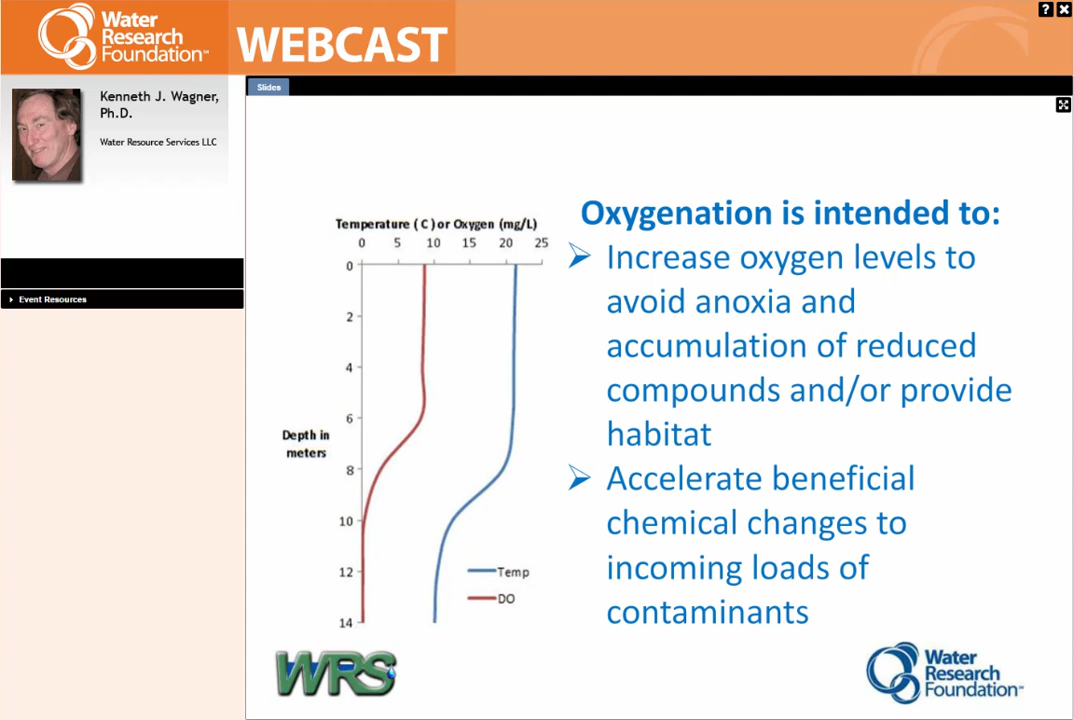 Water
Research
Foundation™
WEBCAST
?
Kenneth J. Wagner,
Ph.D.
Water Resource Services LLC
Event Resources
Slides
Temperature ( C ) or Oxygen (mg/L)
0 5 10 15 20 25
0
2
4
6
8
10
12
14
Depth in
meters
Temp
DO
Oxygenation is intended to:
Increase oxygen levels to
avoid anoxia and
accumulation of reduced
compounds and/or provide
habitat
Accelerate beneficial
chemical changes to
incoming loads of
contaminants
WRS
Water
Research
Foundation™